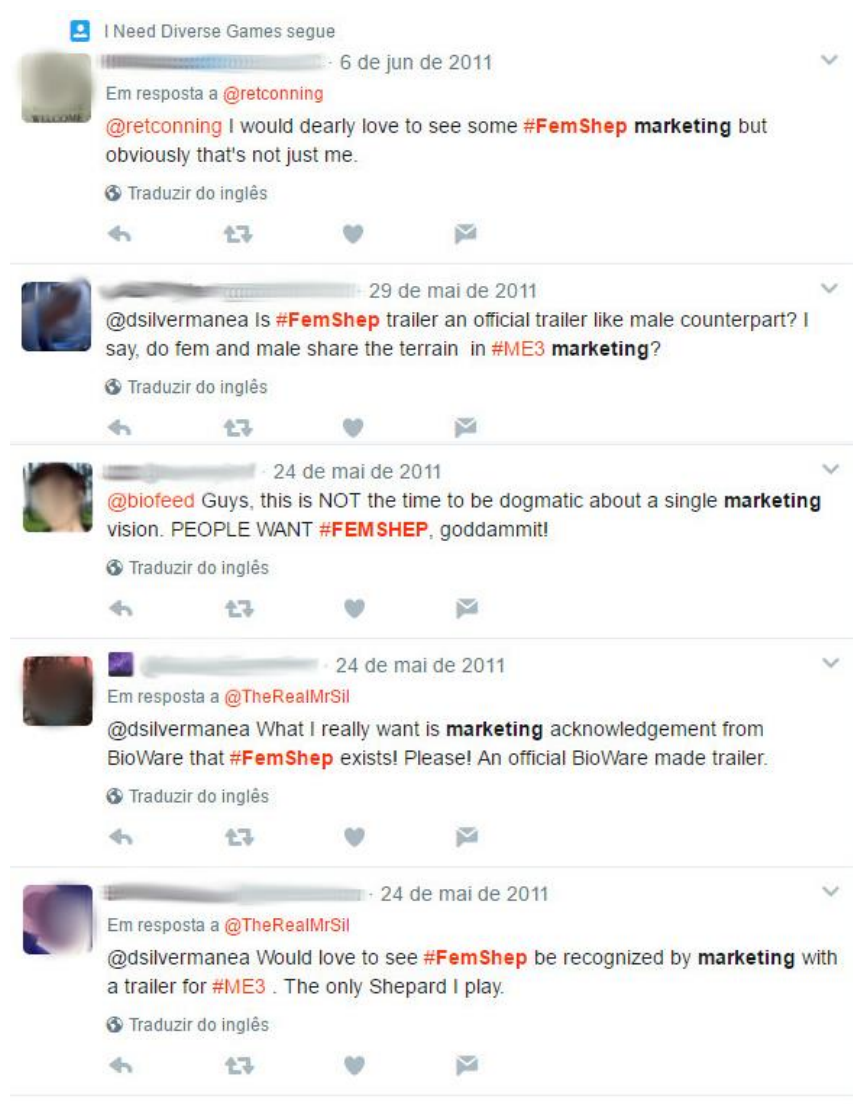 I Need Diverse Games segue
· 6 de jun de 2011
Em resposta a @retconning
@retconning I would dearly love to see some #FemShep marketing but
obviously that's not just me.
Traduzir do inglês
· 29 de mai de 2011
@dsilvermanea Is #FemShep trailer an official trailer like male counterpart? I
say, do fem and male share the terrain in #ME3 marketing?
Traduzir do inglês
· 24 de mai de 2011
@biofeed Guys, this is NOT the time to be dogmatic about a single marketing
vision. PEOPLE WANT #FEMSHEP, goddammit!
Traduzir do inglês
· 24 de mai de 2011
Em resposta a @TheRealMrSil
@dsilvermanea What I really want is marketing acknowledgement from
BioWare that #FemShep exists! Please! An official BioWare made trailer.
Traduzir do inglês
· 24 de mai de 2011
Em resposta a @TheRealMrSil
@dsilvermanea Would love to see #FemShep be recognized by marketing with
a trailer for #ME3 . The only Shepard I play.
Traduzir do inglês